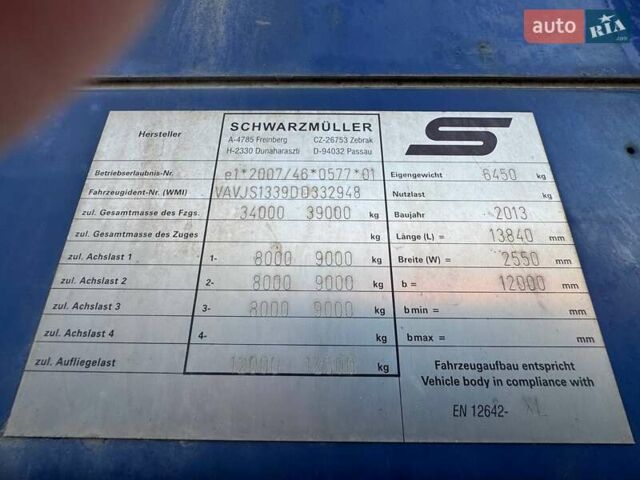 auto RIA .com
Hersteller
SCHWARZMÜLLER
A-4785 Freinberg CZ-26753 Zebrak
H-2330 Dunaharaszti D-94032 Passau
S
Betriebserlaubnis-Nr. e1*2007/46*0577*01
Eigengewicht 6450 kg
Fahrzeugident-Nr. (WMI) VAVJS1339DD332948
Nutzlast kg
zul. Gesamtmasse des Fzgs. 34000 39000 kg
Baujahr 2013
zul. Gesamtmasse des Zuges kg
Länge (L) = 13840 mm
zul. Achslast 1 1- 8000 9000 kg
Breite (W) = 2550 mm
zul. Achslast 2 2- 8000 9000 kg
b = 12000 mm
zul. Achslast 3 3- 8000 9000 kg
b min = mm
zul. Achslast 4 4- kg
b max = mm
zul. Aufliegelast 12000 kg
Fahrzeugaufbau entspricht
Vehicle body in compliance with
EN 12642- XL